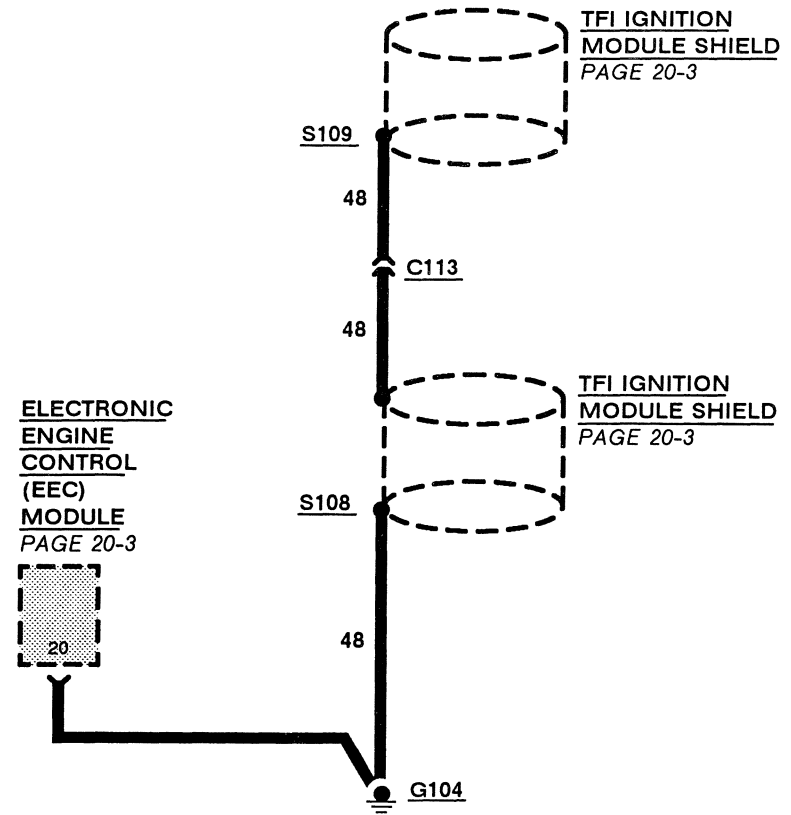 TFI IGNITION
MODULE SHIELD
PAGE 20-3
S109
48
C113
48
TFI IGNITION
MODULE SHIELD
PAGE 20-3
ELECTRONIC
ENGINE
CONTROL
(EEC)
MODULE
PAGE 20-3
S108
20
48
G104